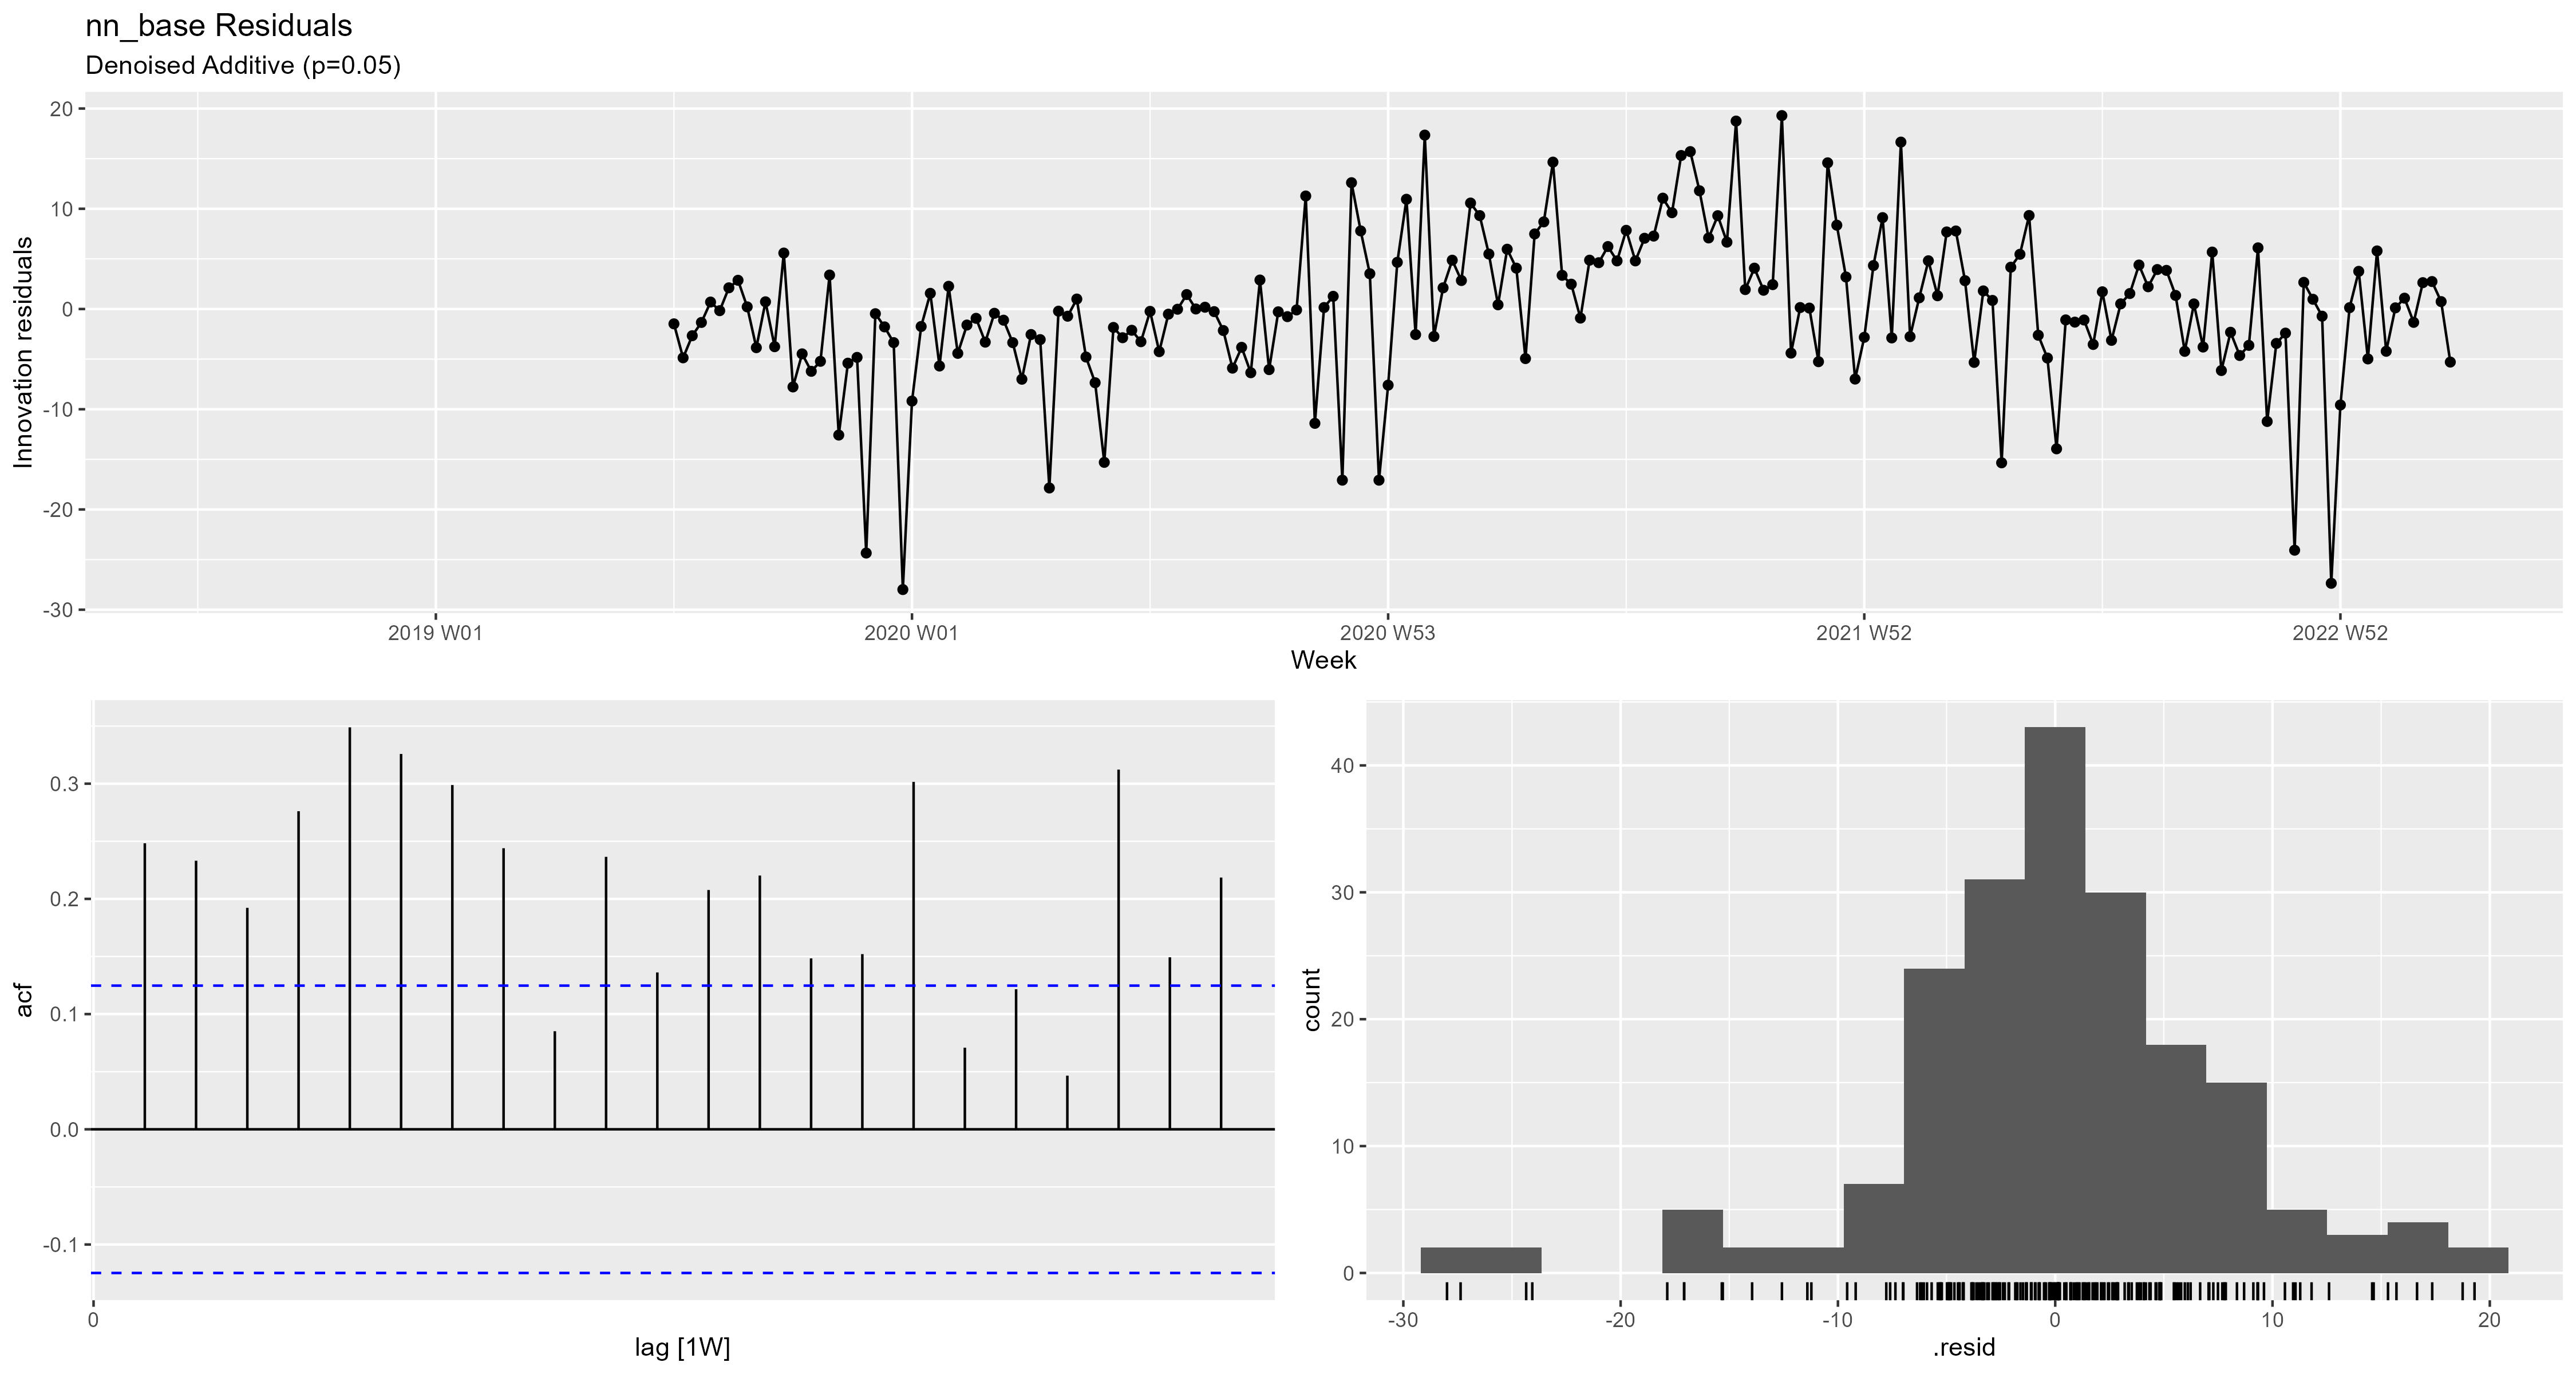 nn_base Residuals
Denoised Additive (p=0.05)
Innovation residuals
20
10
0
-10
-20
-30
2019 W01
2020 W01
2020 W53
2021 W52
2022 W52
Week
acf
0.3
0.2
0.1
0.0
-0.1
0
lag [1W]
count
40
30
20
10
0
-30
-20
-10
0
10
20
.resid